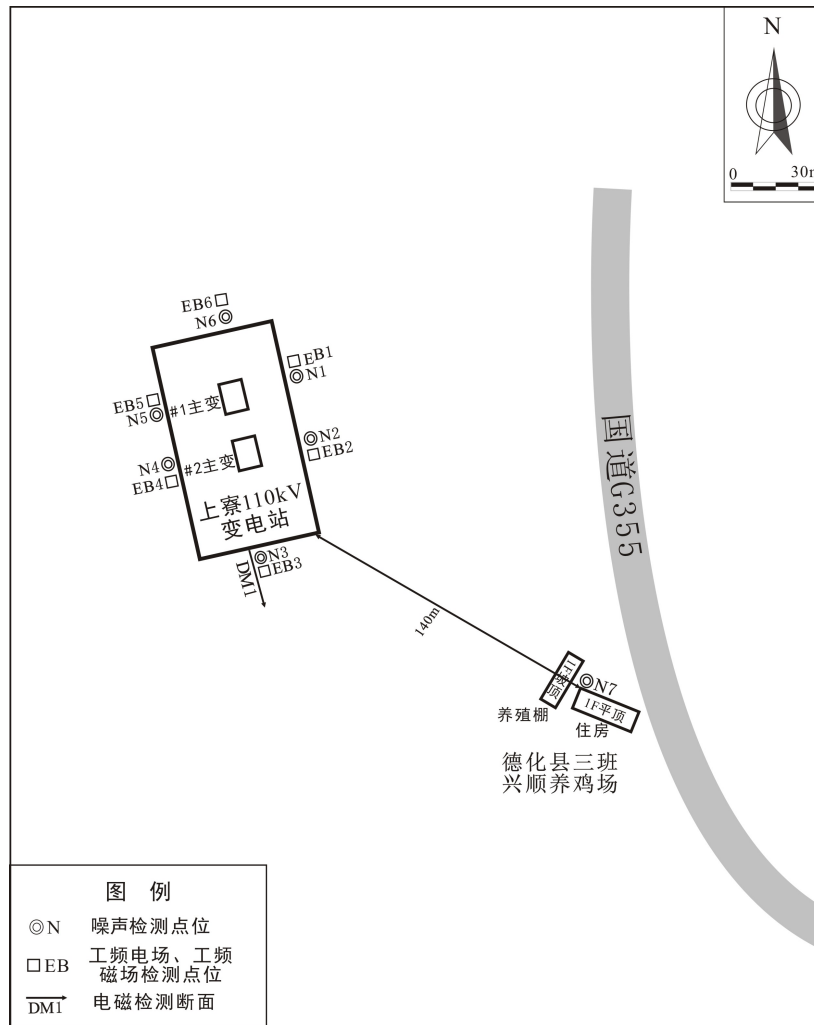 N
0 30m
EB6
N6
EB1
N1
EB5
N5
#1主变
N2
EB2
N4
EB4
#2主变
上寮110kV
变电站
N3
EB3
DM1
国道G355
140m
1F坡顶
N7
1F平顶
养殖棚
住房
德化县三班
兴顺养鸡场
图 例
N 噪声检测点位
EB 工频电场、工频
磁场检测点位
DM1 电磁检测断面